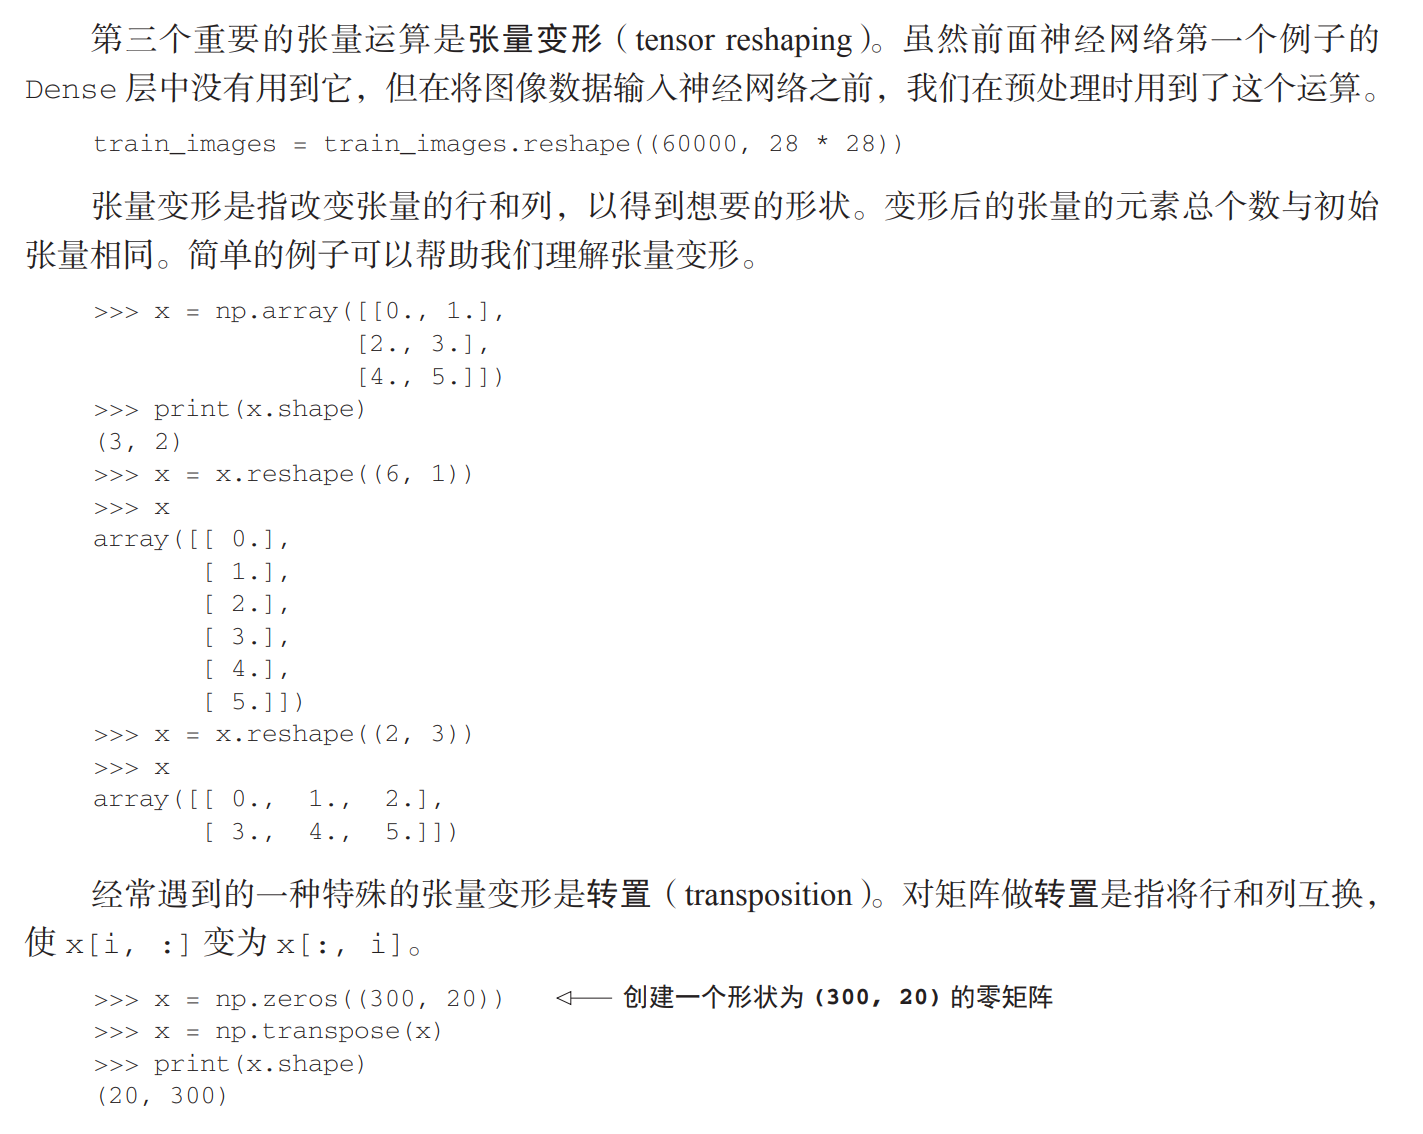 第三个重要的张量运算是张量变形（tensor reshaping）。虽然前面神经网络第一个例子的
Dense 层中没有用到它，但在将图像数据输入神经网络之前，我们在预处理时用到了这个运算。
train_images = train_images.reshape((60000, 28 * 28))
张量变形是指改变张量的行和列，以得到想要的形状。变形后的张量的元素总个数与初始
张量相同。简单的例子可以帮助我们理解张量变形。
>>> x = np.array([[0., 1.],
[2., 3.],
[4., 5.]])
>>> print(x.shape)
(3, 2)
>>> x = x.reshape((6, 1))
>>> x
array([[ 0.],
[ 1.],
[ 2.],
[ 3.],
[ 4.],
[ 5.]])
>>> x = x.reshape((2, 3))
>>> x
array([[ 0., 1., 2.],
[ 3., 4., 5.]])
经常遇到的一种特殊的张量变形是转置（transposition）。对矩阵做转置是指将行和列互换，
使 x[i, :] 变为 x[:, i]。
>>> x = np.zeros((300, 20)) 创建一个形状为 (300, 20) 的零矩阵
>>> x = np.transpose(x)
>>> print(x.shape)
(20, 300)